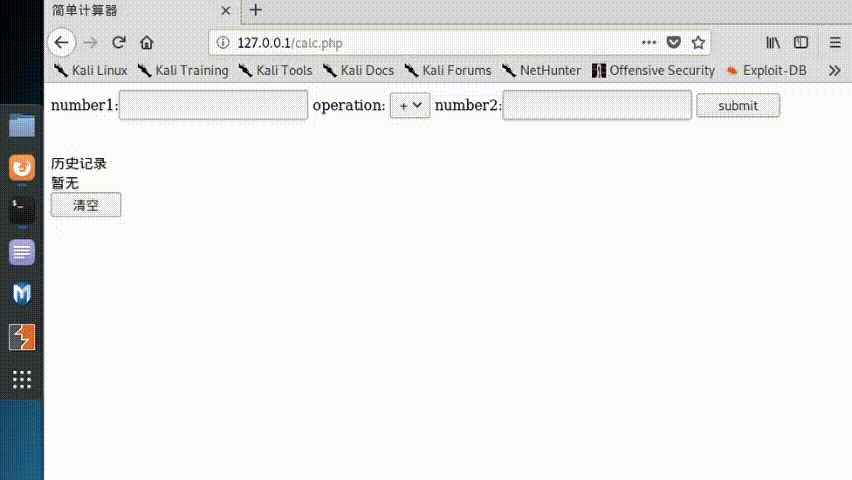 简单计算器
127.0.0.1/calc.php
Kali Linux Kali Training Kali Tools Kali Docs Kali Forums NetHunter Offensive Security Exploit-DB
number1: operation: + number2: submit
历史记录
暂无
清空